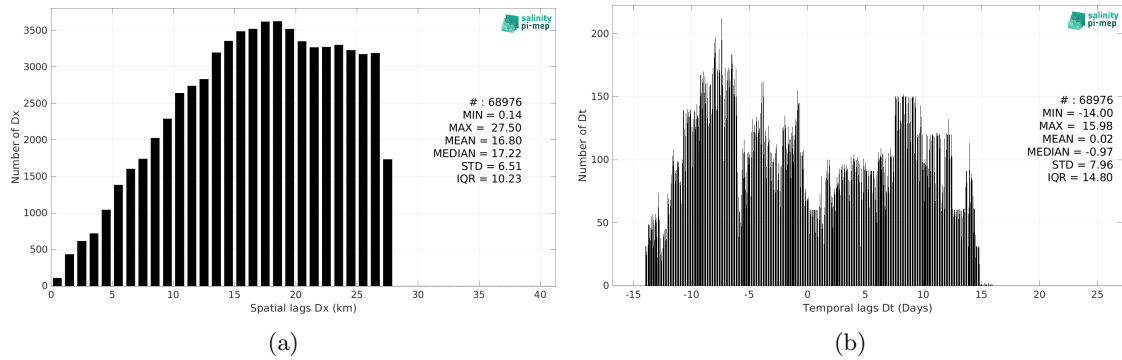 salinity
pi-mep
3500
3000
2500
2000
1500
1000
500
0
Number of Dx
# : 68976
MIN = 0.14
MAX = 27.50
MEAN = 16.80
MEDIAN = 17.22
STD = 6.51
IQR = 10.23
0 5 10 15 20 25 30 35 40
Spatial lags Dx (km)
(a)
salinity
pi-mep
200
150
100
50
0
Number of Dt
# : 68976
MIN = -14.00
MAX = 15.98
MEAN = 0.02
MEDIAN = -0.97
STD = 7.96
IQR = 14.80
-15 -10 -5 0 5 10 15 20 25
Temporal lags Dt (Days)
(b)